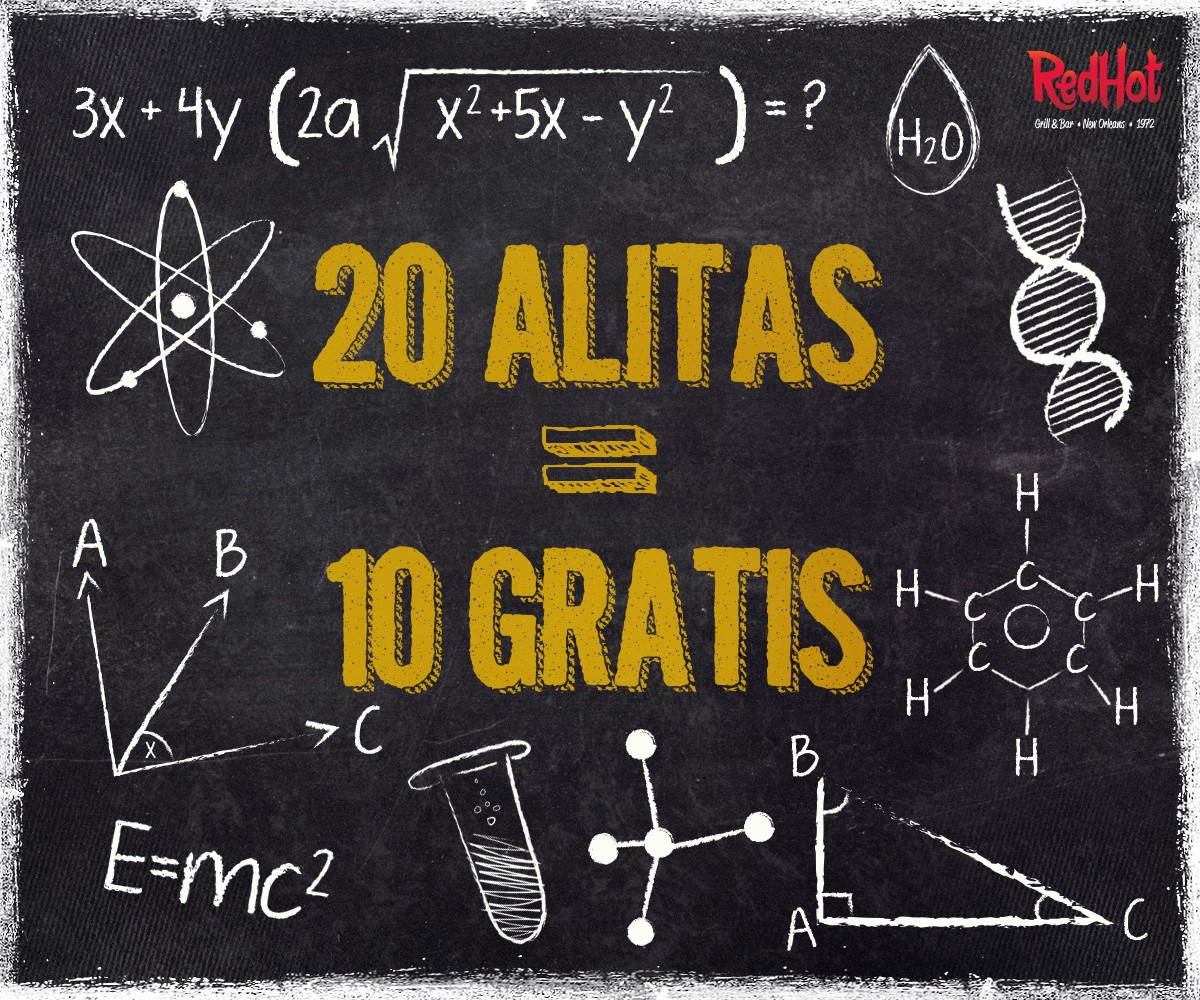 3x + 4y (2a√x²+5x - y²) = ?
H₂O
RedHot
Grill & Bar • New Orleans • 1972
20 ALITAS
=
10 GRATIS
A
B
C
x
H
H
C
H
C
C
C
C
H
H
H
E=mc²
B
A
C